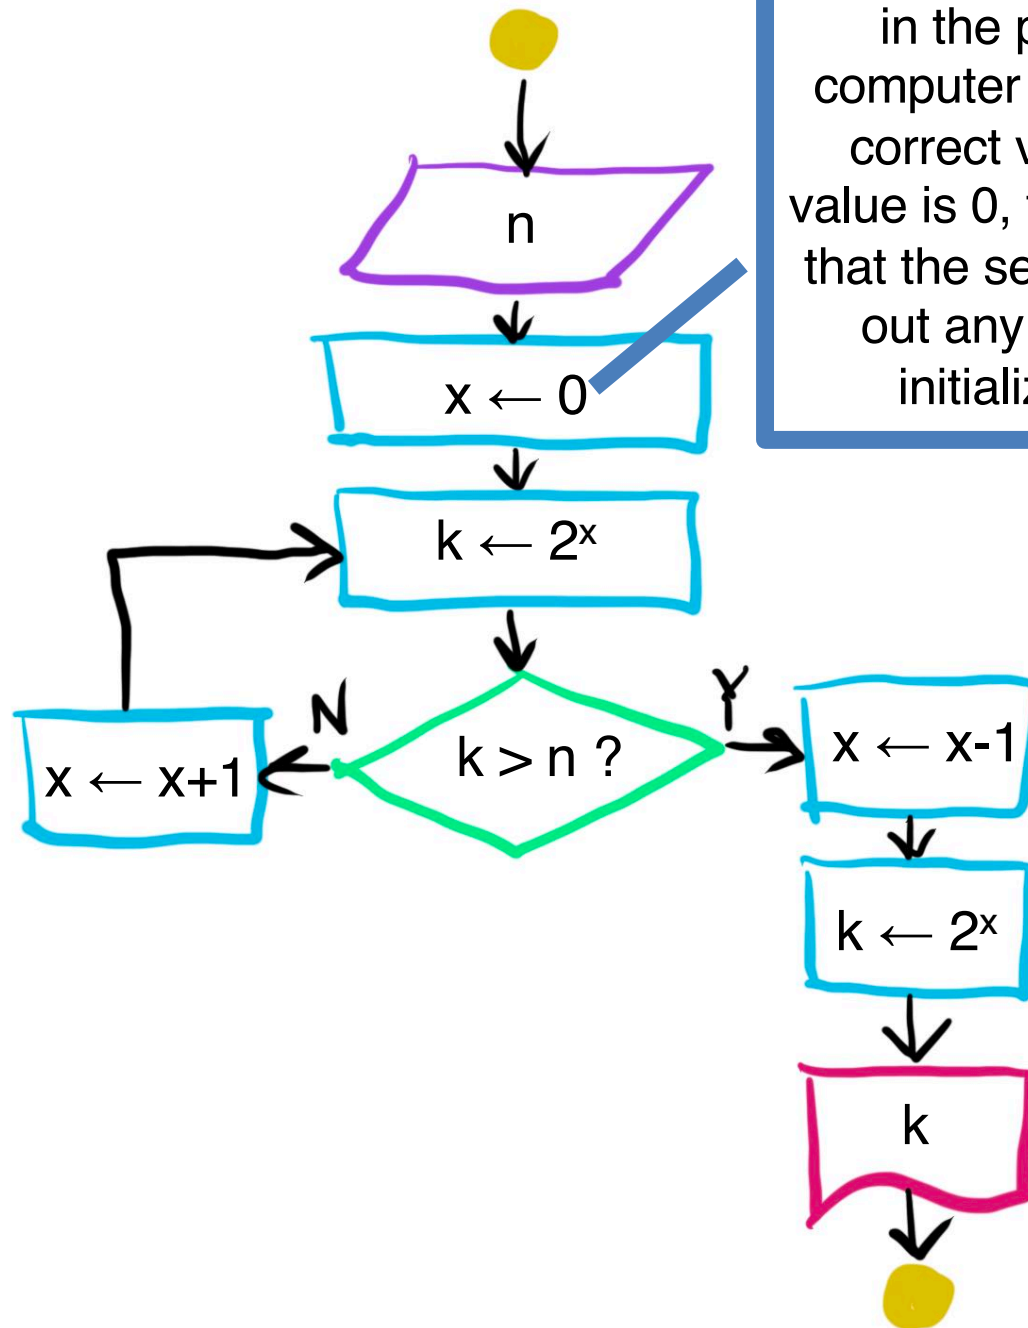 in the
computer
correct
value is 0,
that the
out any
n
x ← 0
k ← 2ˣ
N
k > n ?
Y
x ← x+1
x ← x-1
k ← 2ˣ
k